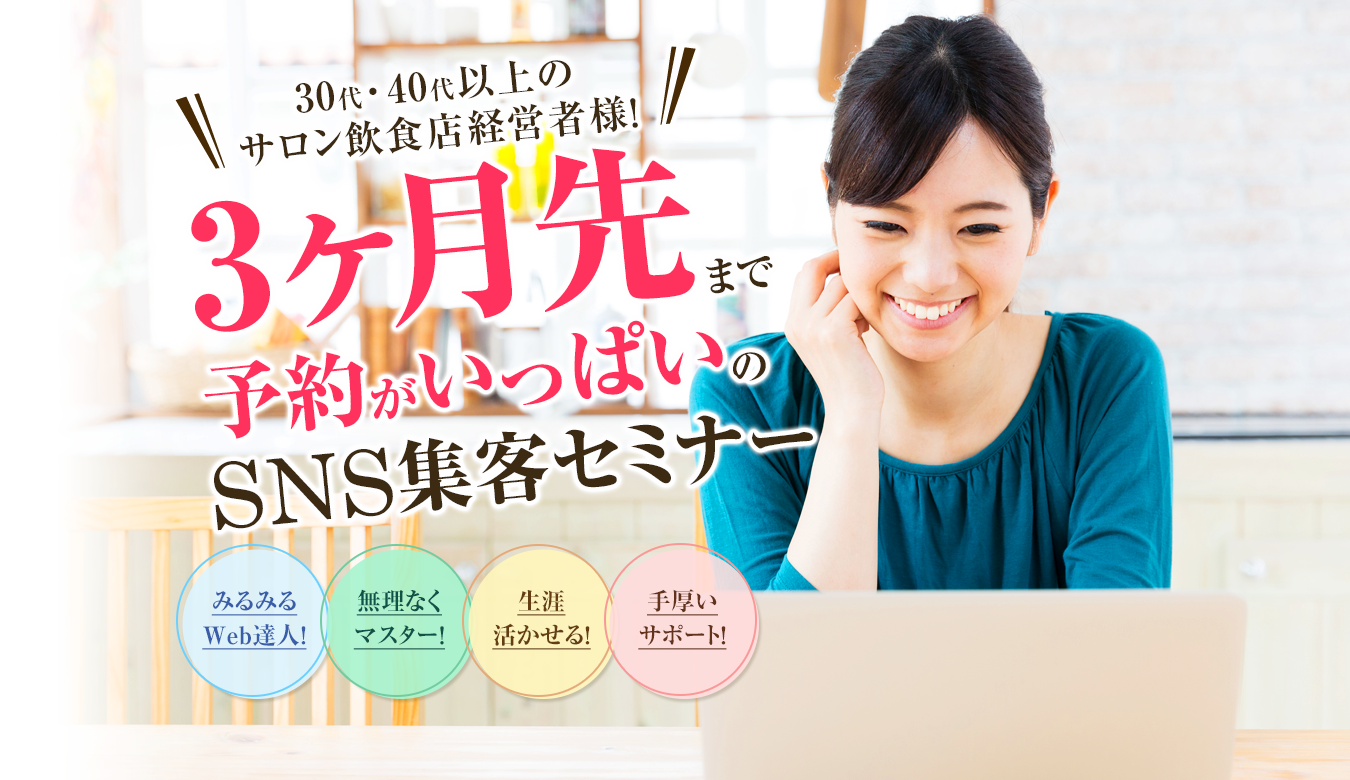 30代・40代以上の
サロン飲食店経営者様!
3ヶ月先まで
予約がいっぱいの
SNS集客セミナー
みるみる
Web達人!
無理なく
マスター!
生涯
活かせる!
手厚い
サポート!